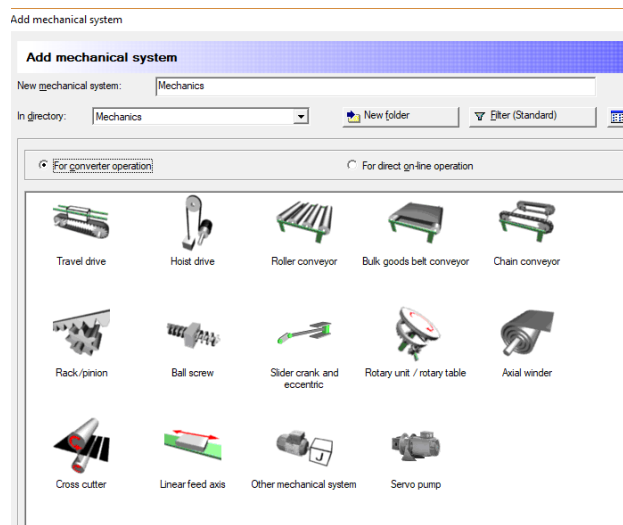 Add mechanical system
Add mechanical system
New mechanical system: Mechanics
In directory: Mechanics New folder Filter (Standard)
For converter operation For direct on-line operation
Travel drive Hoist drive Roller conveyor Bulk goods belt conveyor Chain conveyor
Rack/pinion Ball screw Slider crank and eccentric Rotary unit / rotary table Axial winder
Cross cutter Linear feed axis Other mechanical system Servo pump
J